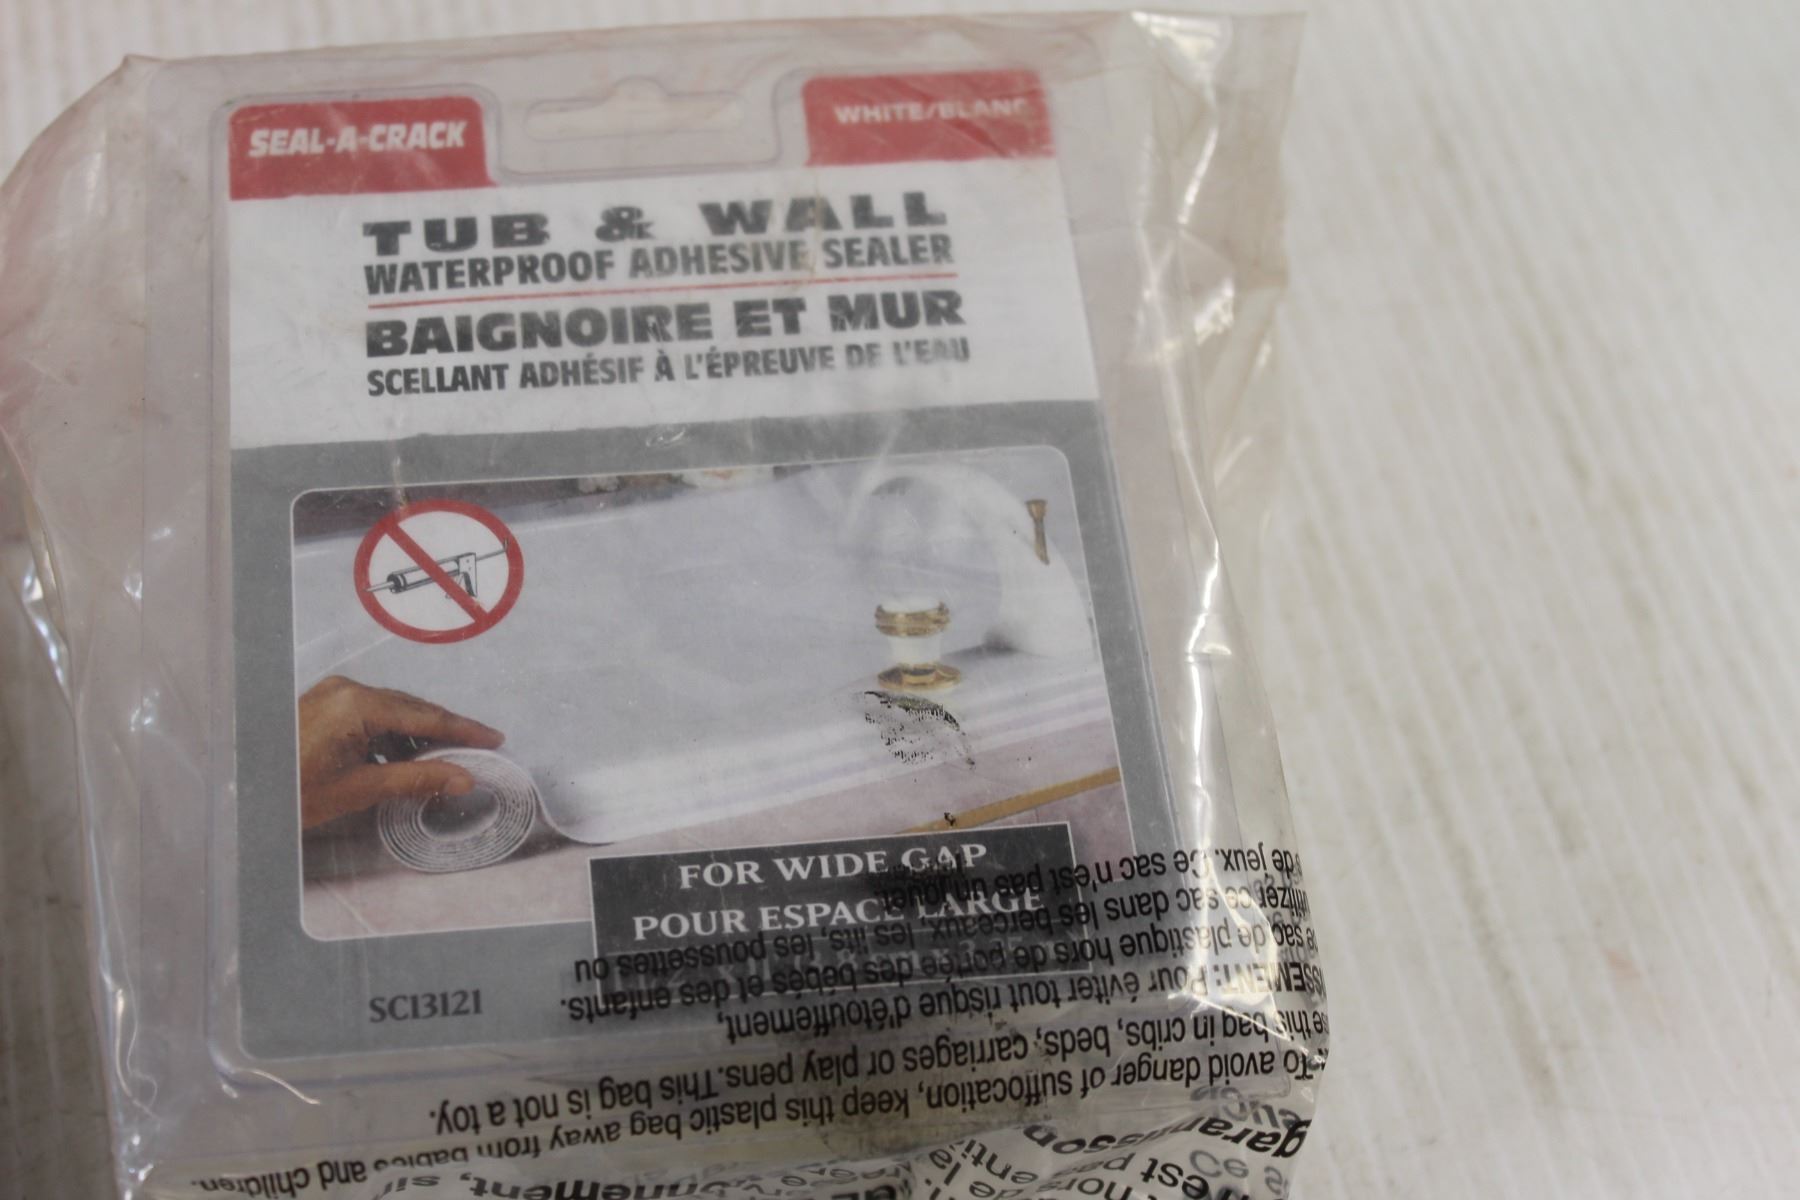 SEAL-A-CRACK
WHITE/BLANC
TUB & WALL
WATERPROOF ADHESIVE SEALER
BAIGNOIRE ET MUR
SCELLANT ADHÉSIF À L'ÉPREUVE DE L'EAU
FOR WIDE GAP
POUR ESPACE LARGE
SC13121
To avoid danger of suffocation, keep this plastic bag away from babies and children.
this bag in cribs, beds, carriages or play pens. This bag is not a toy.
Pour éviter tout risque d'étouffement,
sac de plastique hors de portée des bébés et des enfants.
ce sac dans les berceaux, les lits, les poussettes ou
de jeux. Ce sac n'est pas un jouet.